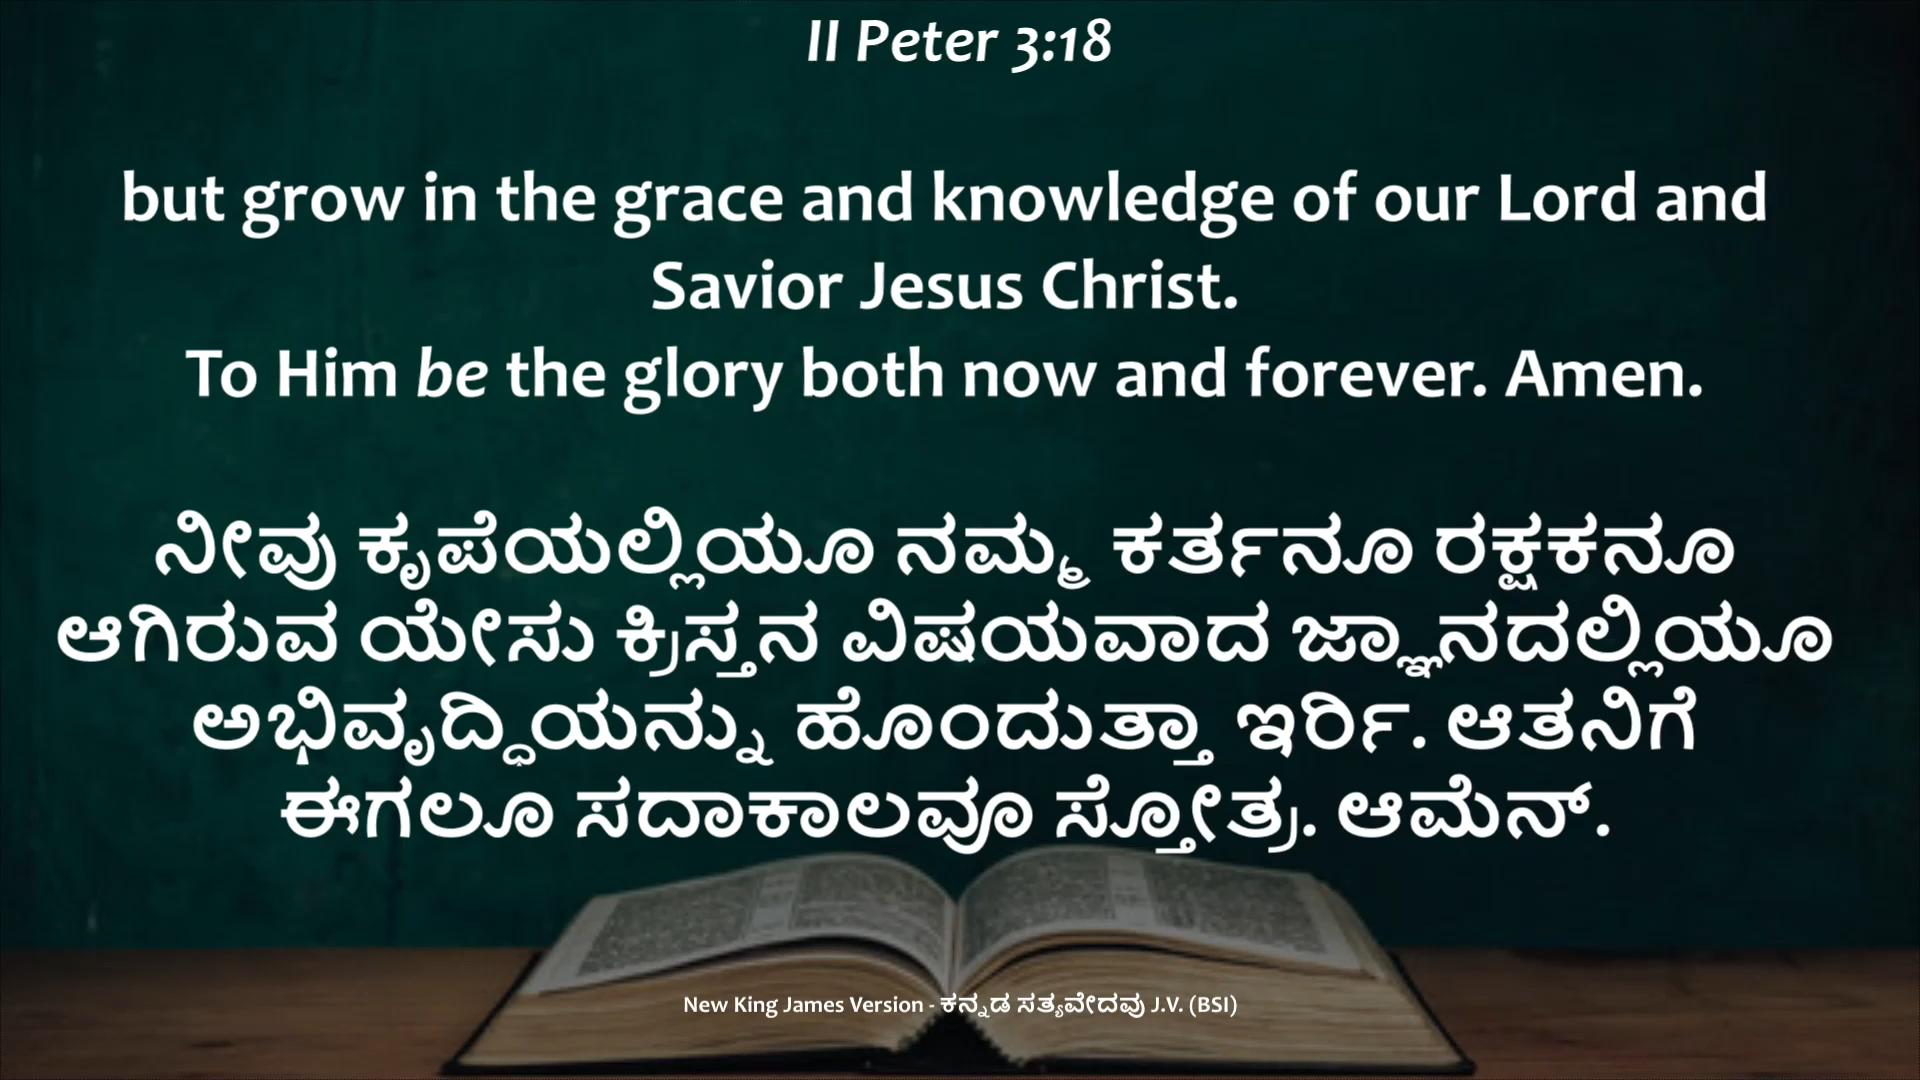 II Peter 3:18
but grow in the grace and knowledge of our Lord and
Savior Jesus Christ.
To Him be the glory both now and forever. Amen.
ನೀವು ಕೃಪೆಯಲ್ಲಿಯೂ ನಮ್ಮ ಕರ್ತನೂ ರಕ್ಷಕನೂ
ಆಗಿರುವ ಯೇಸು ಕ್ರಿಸ್ತನ ವಿಷಯವಾದ ಜ್ಞಾನದಲ್ಲಿಯೂ
ಅಭಿವೃದ್ಧಿಯನ್ನು ಹೊಂದುತ್ತಾ ಇರ್ರಿ. ಆತನಿಗೆ
ಈಗಲೂ ಸದಾಕಾಲವೂ ಸ್ತೋತ್ರ. ಆಮೆನ್.
New King James Version - ಕನ್ನಡ ಸತ್ಯವೇದವು J.V. (BSI)